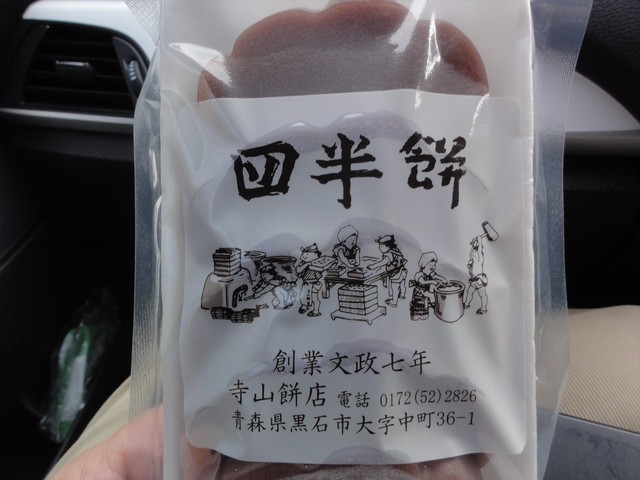 四半餅
創業文政七年
寺山餅店 電話 0172(52)2826
青森県黒石市大字中町36-1